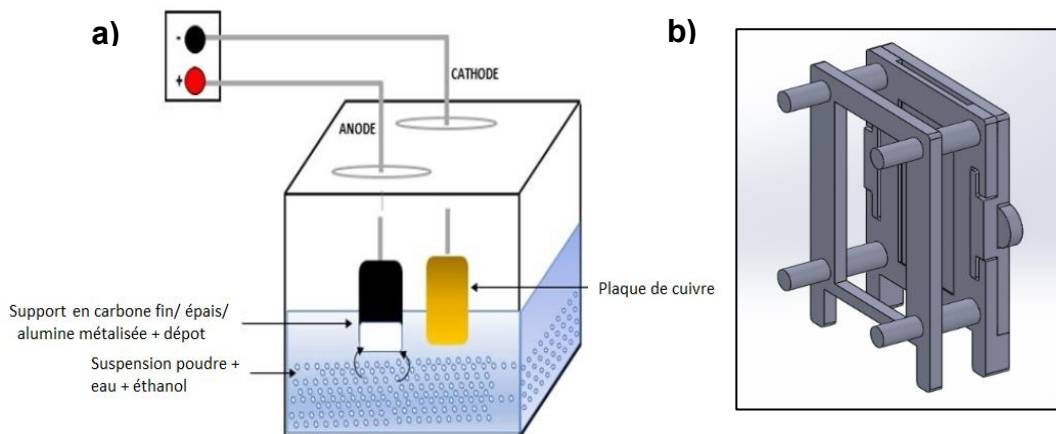 a)
-
+
CATHODE
ANODE
Support en carbone fin/ épais/
alumine métalisée + dépot
Suspension poudre +
eau + éthanol
Plaque de cuivre
b)